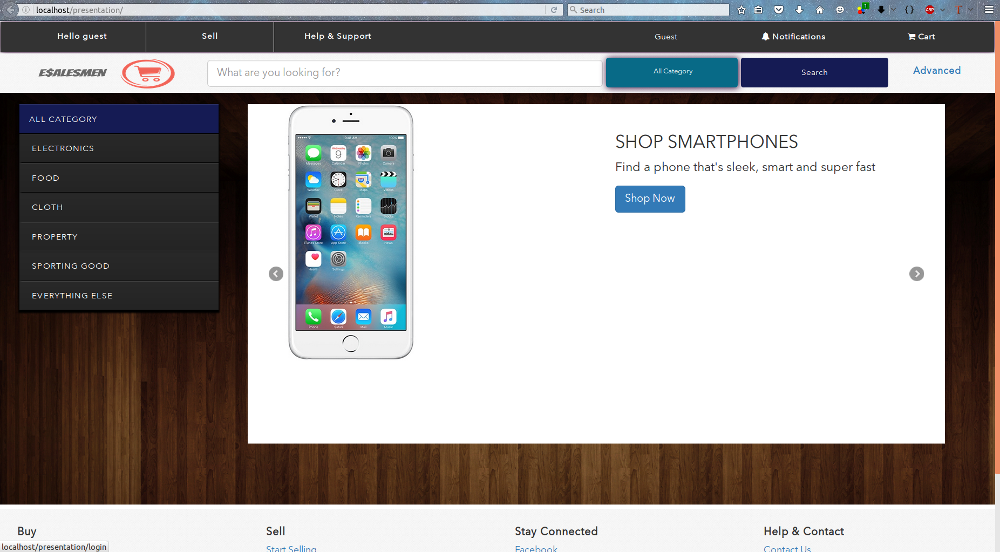 localhost/presentation/
Search
Hello guest
Sell
Help & Support
Guest
Notifications
Cart
E$ALESMEN
What are you looking for?
All Category
Search
Advanced
ALL CATEGORY
ELECTRONICS
FOOD
CLOTH
PROPERTY
SPORTING GOOD
EVERYTHING ELSE
SHOP SMARTPHONES
Find a phone that's sleek, smart and super fast
Shop Now
Buy
Sell
Stay Connected
Help & Contact
Start Selling
Facebook
Contact Us
localhost/presentation/login